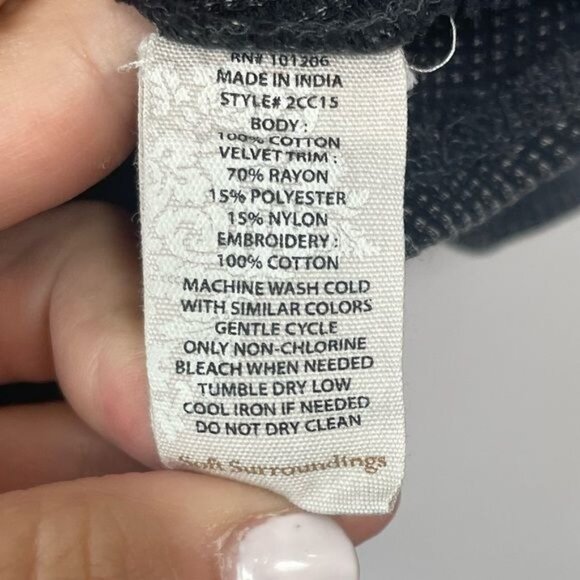 RN# 101206
MADE IN INDIA
STYLE# 2CC15
BODY :
100% COTTON
VELVET TRIM :
70% RAYON
15% POLYESTER
15% NYLON
EMBROIDERY :
100% COTTON
MACHINE WASH COLD
WITH SIMILAR COLORS
GENTLE CYCLE
ONLY NON-CHLORINE
BLEACH WHEN NEEDED
TUMBLE DRY LOW
COOL IRON IF NEEDED
DO NOT DRY CLEAN
Soft Surroundings